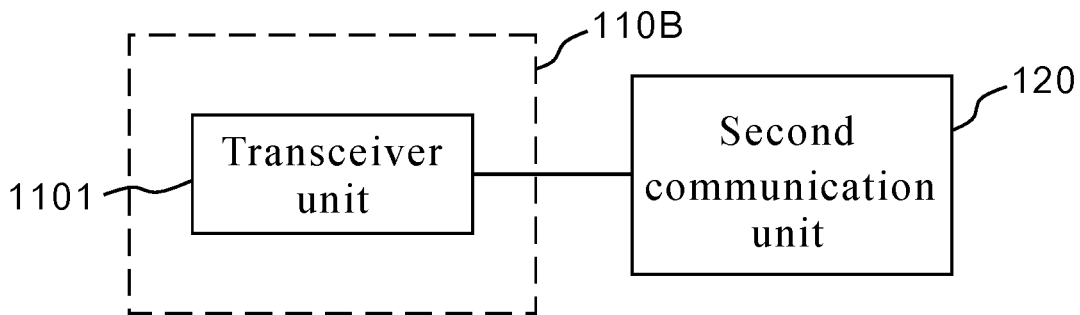 110B
120
Transceiver
unit
1101
Second
communication
unit